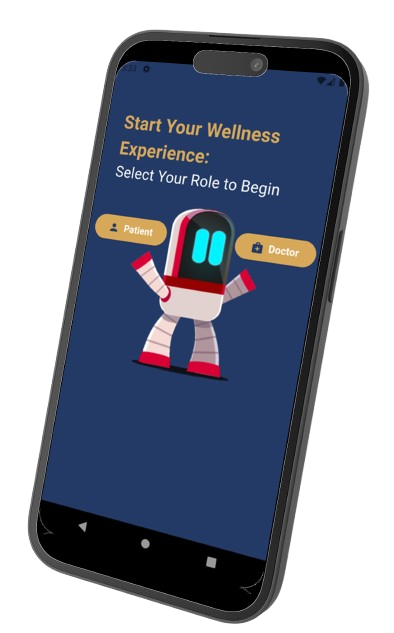 Start Your Wellness
Experience:
Select Your Role to Begin
Patient
Doctor